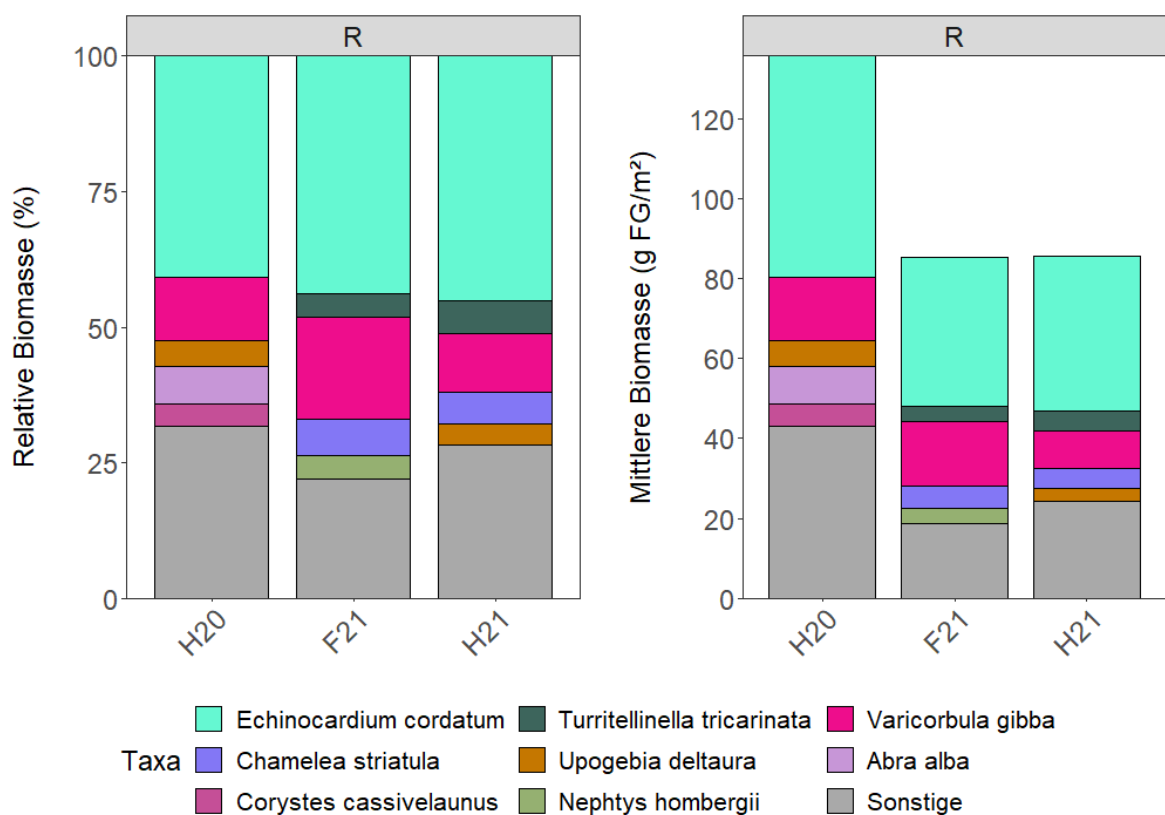 R
Relative Biomasse (%)
100
75
50
25
0
H20
F21
H21
R
Mittlere Biomasse (g FG/m²)
120
100
80
60
40
20
0
H20
F21
H21
Taxa
Echinocardium cordatum
Turritellinella tricarinata
Varicorbula gibba
Chamelea striatula
Upogebia deltaura
Abra alba
Corystes cassivelaunus
Nephtys hombergii
Sonstige